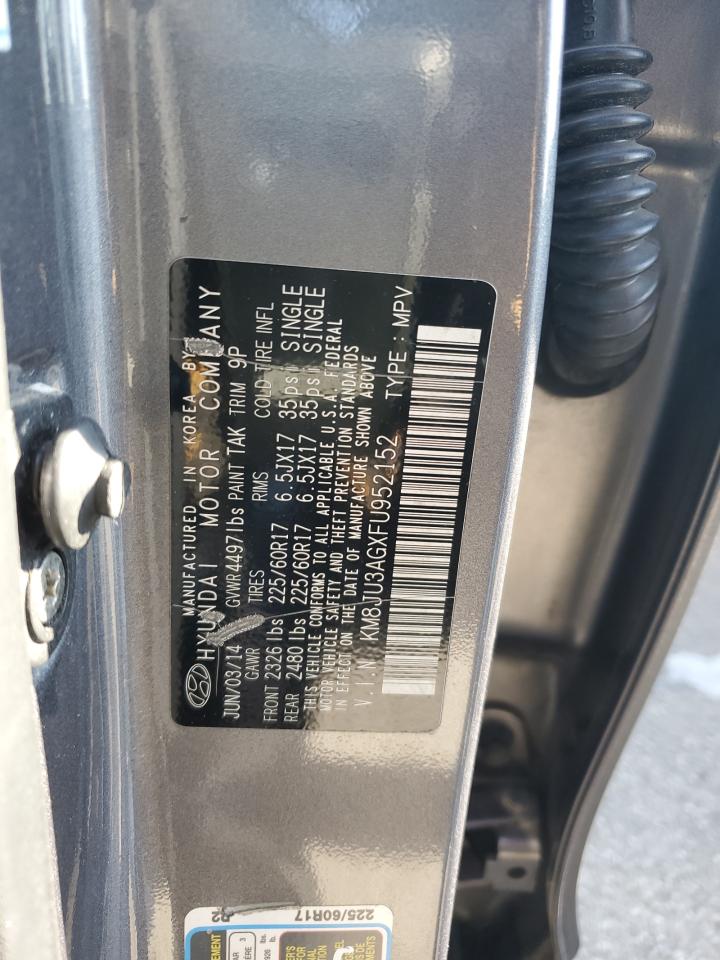 MANUFACTURED IN KOREA BY
HYUNDAI MOTOR COMPANY
JUN/03/14 GVWR 4497lbs PAINT TAK TRIM 9P
GAWR TIRES RIMS COLD TIRE INFL
FRONT 2326 lbs 225/60R17 6.5JX17 35psi SINGLE
REAR 2480 lbs 225/60R17 6.5JX17 35psi SINGLE
THIS VEHICLE CONFORMS TO ALL APPLICABLE U.S.A. FEDERAL
MOTOR VEHICLE SAFETY AND THEFT PREVENTION STANDARDS
IN EFFECT ON THE DATE OF MANUFACTURE SHOWN ABOVE
V.I.N : KM8JU3AGXFU952152 TYPE : MPV
225/60R17